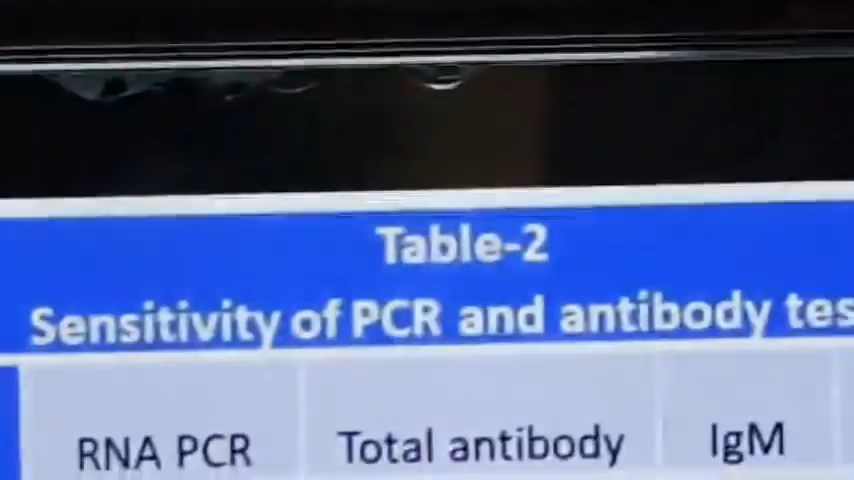 Table-2
Sensitivity of PCR and antibody tes
RNA PCR Total antibody IgM